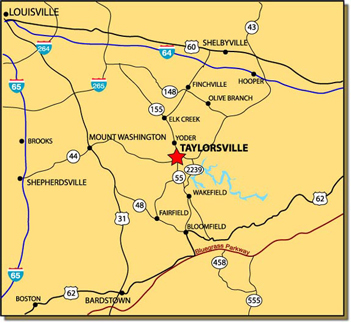 LOUISVILLE
43
264
60
SHELBYVILLE
64
65
265
148
FINCHVILLE
HOOPER
OLIVE BRANCH
155
ELK CREEK
BROOKS
MOUNT WASHINGTON
YODER
TAYLORSVILLE
44
2239
SHEPHERDSVILLE
55
WAKEFIELD
62
48
31
FAIRFIELD
BLOOMFIELD
Bluegrass Parkway
458
65
62
BOSTON
BARDSTOWN
555